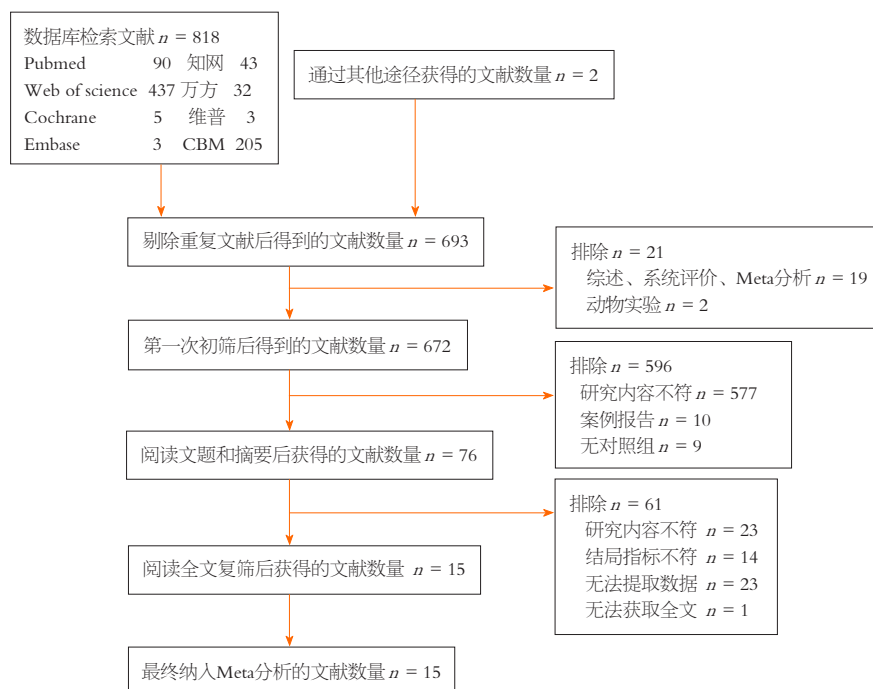 数据库检索文献 n = 818
Pubmed 90 知网 43
Web of science 437 万方 32
Cochrane 5 维普 3
Embase 3 CBM 205
通过其他途径获得的文献数量 n = 2
剔除重复文献后得到的文献数量 n = 693
排除 n = 21
综述、系统评价、Meta分析 n = 19
动物实验 n = 2
第一次初筛后得到的文献数量 n = 672
排除 n = 596
研究内容不符 n = 577
案例报告 n = 10
无对照组 n = 9
阅读文题和摘要后获得的文献数量 n = 76
排除 n = 61
研究内容不符 n = 23
结局指标不符 n = 14
无法提取数据 n = 23
无法获取全文 n = 1
阅读全文复筛后获得的文献数量 n = 15
最终纳入Meta分析的文献数量 n = 15